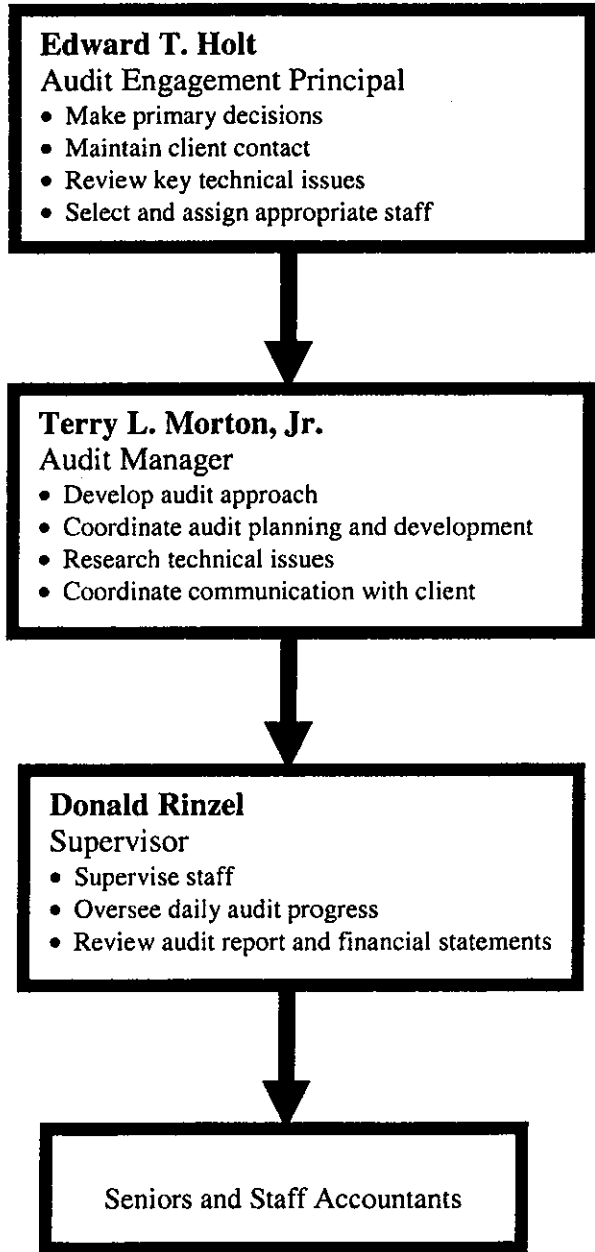 Edward T. Holt
Audit Engagement Principal
• Make primary decisions
• Maintain client contact
• Review key technical issues
• Select and assign appropriate staff
Terry L. Morton, Jr.
Audit Manager
• Develop audit approach
• Coordinate audit planning and development
• Research technical issues
• Coordinate communication with client
Donald Rinzel
Supervisor
• Supervise staff
• Oversee daily audit progress
• Review audit report and financial statements
Seniors and Staff Accountants